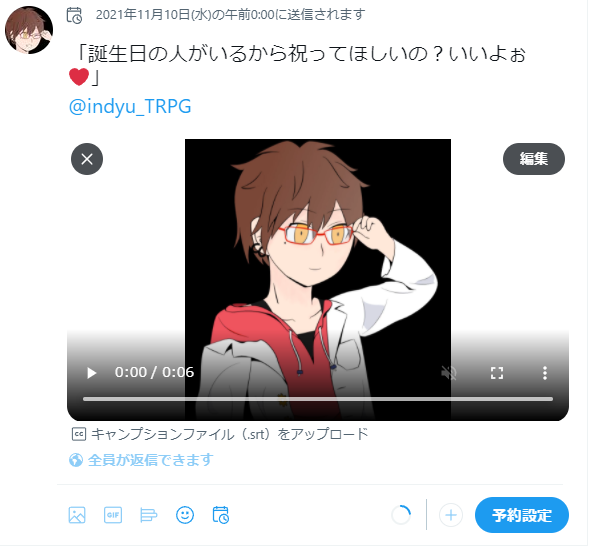 2021年11月10日(水)の午前0:00に送信されます
「誕生日の人がいるから祝ってほしいの？いいよぉ
❤」
@indyu_TRPG
編集
0:00 / 0:06
CC キャンプションファイル（.srt）をアップロード
全員が返信できます
GIF
予約設定